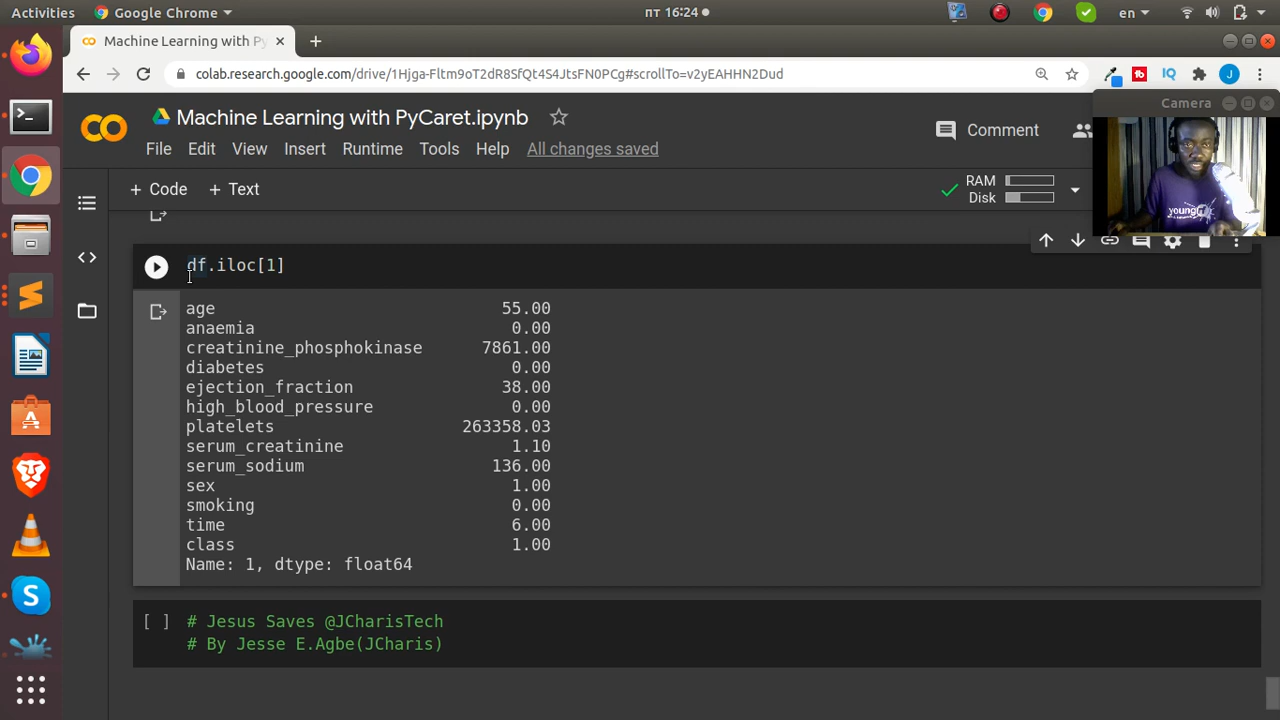 Activities Google Chrome пт 16:24 en
Machine Learning with Py
colab.research.google.com/drive/1Hjga-Fltm9oT2dR8SfQt4S4JtsFN0PCg#scrollTo=v2yEAHHN2Dud
Camera
Machine Learning with PyCaret.ipynb
Comment
File Edit View Insert Runtime Tools Help All changes saved
+ Code + Text
RAM
Disk
df.iloc[1]
age 55.00
anaemia 0.00
creatinine_phosphokinase 7861.00
diabetes 0.00
ejection_fraction 38.00
high_blood_pressure 0.00
platelets 263358.03
serum_creatinine 1.10
serum_sodium 136.00
sex 1.00
smoking 0.00
time 6.00
class 1.00
Name: 1, dtype: float64
[ ] # Jesus Saves @JCharisTech
# By Jesse E.Agbe(JCharis)